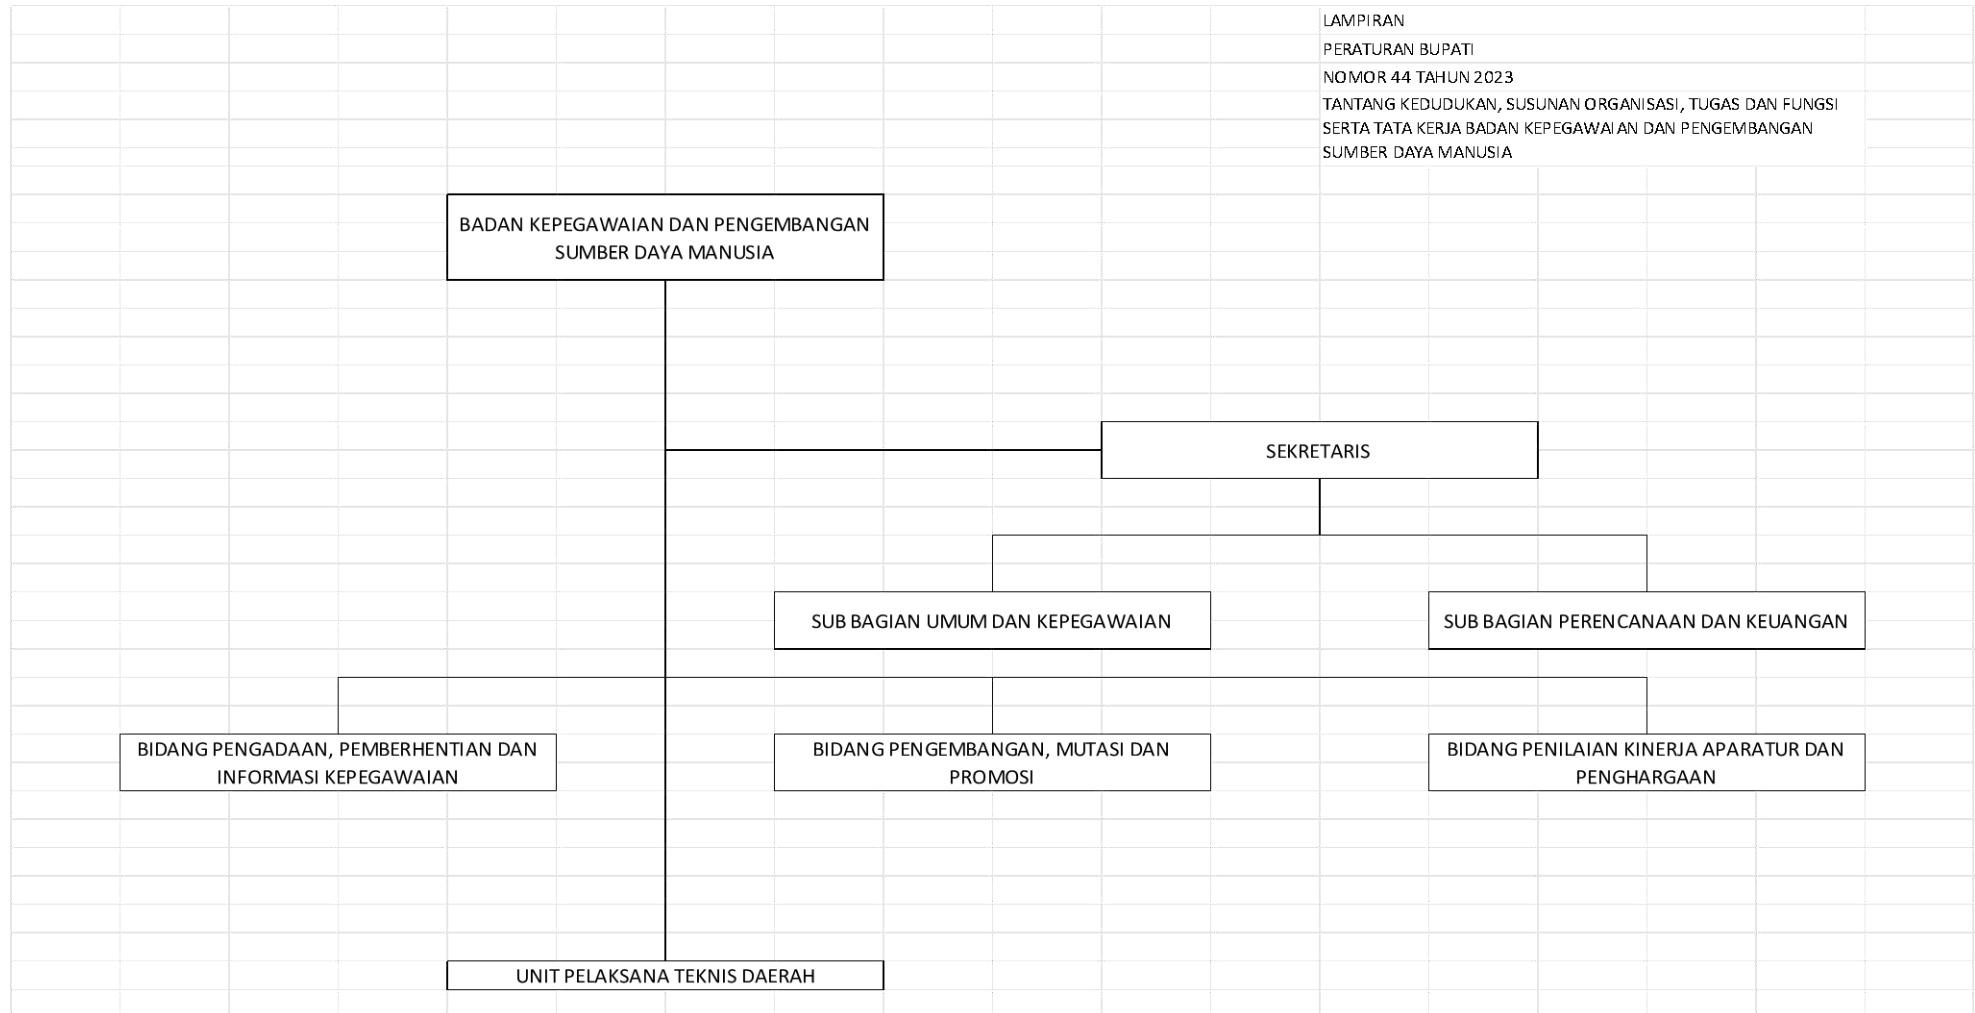 LAMPIRAN
PERATURAN BUPATI
NOMOR 44 TAHUN 2023
TANTANG KEDUDUKAN, SUSUNAN ORGANISASI, TUGAS DAN FUNGSI
SERTA TATA KERJA BADAN KEPEGAWAIAN DAN PENGEMBANGAN
SUMBER DAYA MANUSIA
BADAN KEPEGAWAIAN DAN PENGEMBANGAN
SUMBER DAYA MANUSIA
SEKRETARIS
SUB BAGIAN UMUM DAN KEPEGAWAIAN
SUB BAGIAN PERENCANAAN DAN KEUANGAN
BIDANG PENGADAAN, PEMBERHENTIAN DAN
INFORMASI KEPEGAWAIAN
BIDANG PENGEMBANGAN, MUTASI DAN
PROMOSI
BIDANG PENILAIAN KINERJA APARATUR DAN
PENGHARGAAN
UNIT PELAKSANA TEKNIS DAERAH